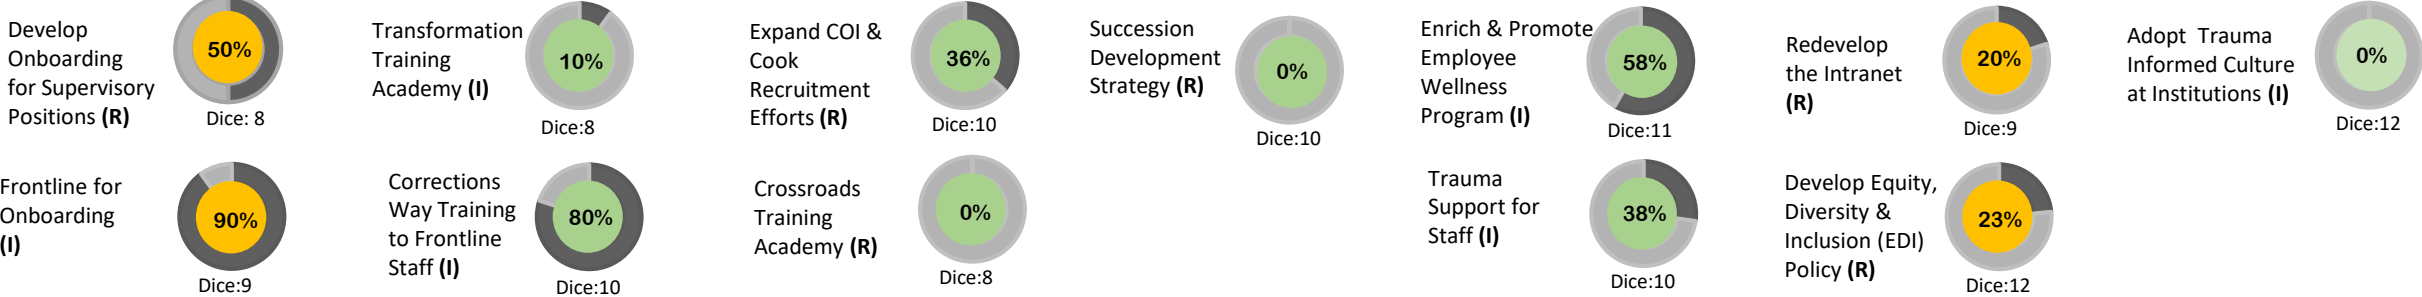 Develop
Onboarding
for Supervisory
Positions (R)
50%
Dice: 8
Transformation
Training
Academy (I)
10%
Dice:8
Expand COI &
Cook
Recruitment
Efforts (R)
36%
Dice:10
Succession
Development
Strategy (R)
0%
Dice:10
Enrich & Promote
Employee
Wellness
Program (I)
58%
Dice:11
Redevelop
the Intranet
(R)
20%
Dice:9
Adopt  Trauma
Informed Culture
at Institutions (I)
0%
Dice:12
Frontline for
Onboarding
(I)
90%
Dice:9
Corrections
Way Training
to Frontline
Staff (I)
80%
Dice:10
Crossroads
Training
Academy (R)
0%
Dice:8
Trauma
Support for
Staff (I)
38%
Dice:10
Develop Equity,
Diversity &
Inclusion (EDI)
Policy (R)
23%
Dice:12